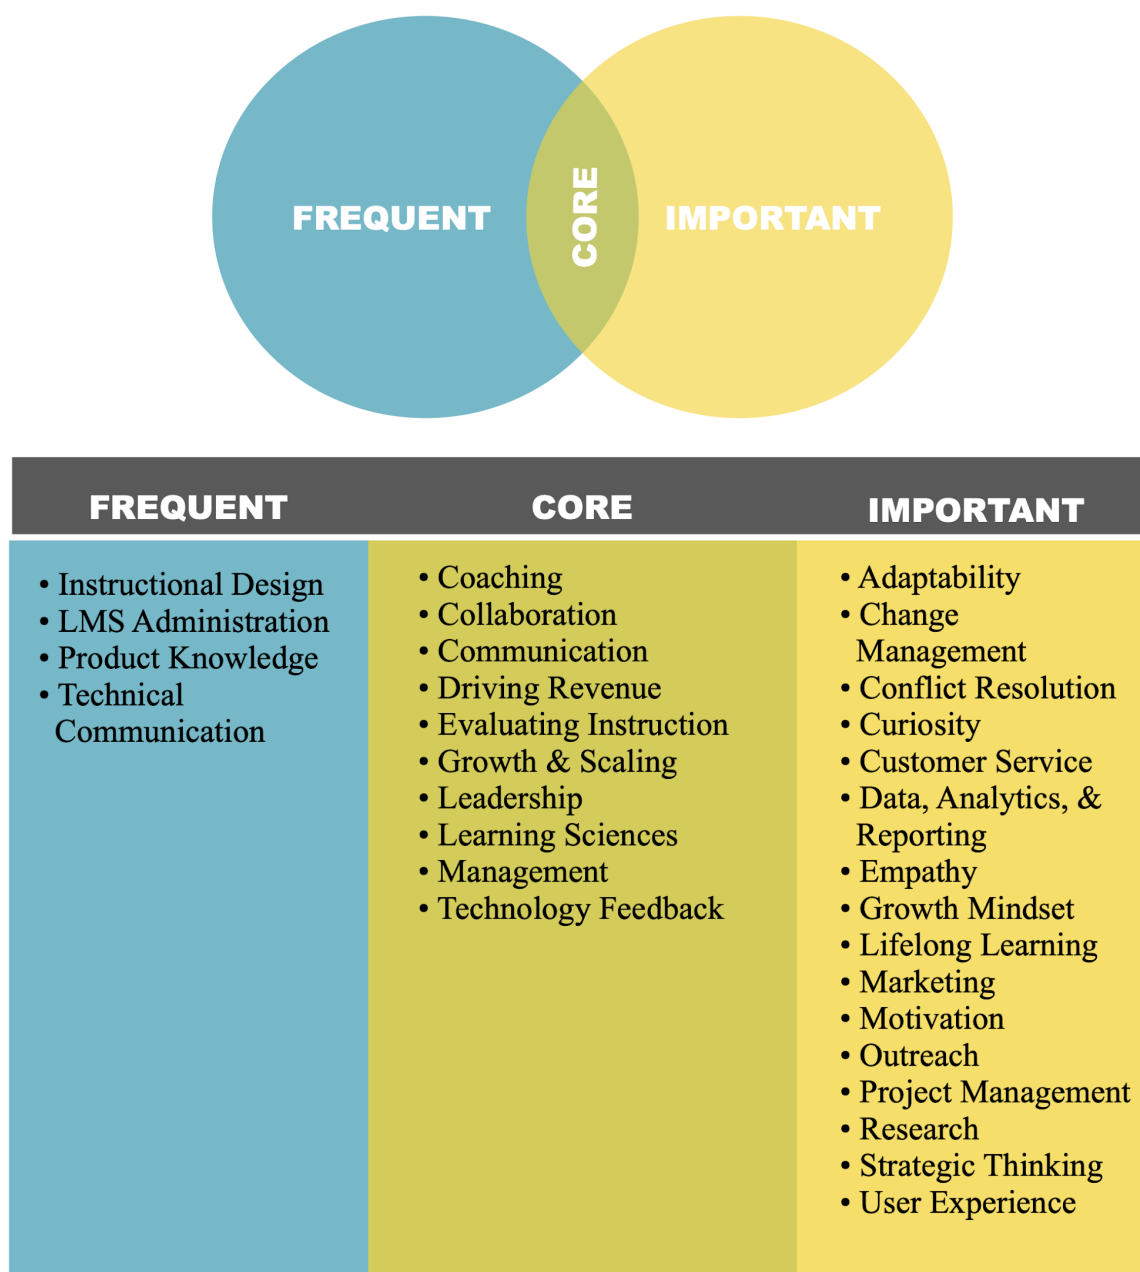 FREQUENT
CORE
IMPORTANT
FREQUENT
CORE
IMPORTANT
• Instructional Design
• LMS Administration
• Product Knowledge
• Technical
Communication
• Coaching
• Collaboration
• Communication
• Driving Revenue
• Evaluating Instruction
• Growth & Scaling
• Leadership
• Learning Sciences
• Management
• Technology Feedback
• Adaptability
• Change
Management
• Conflict Resolution
• Curiosity
• Customer Service
• Data, Analytics, &
Reporting
• Empathy
• Growth Mindset
• Lifelong Learning
• Marketing
• Motivation
• Outreach
• Project Management
• Research
• Strategic Thinking
• User Experience